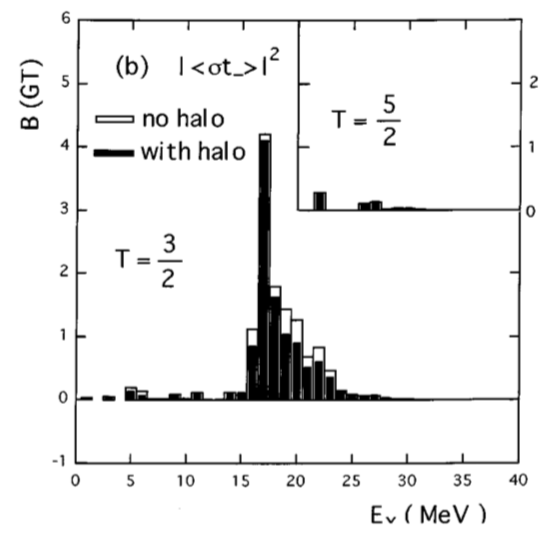 6
5
4
3
2
1
0
-1
B (GT)
(b) |<σt_>|²
no halo
with halo
T = 3/2
T = 5/2
2
1
0
0 5 10 15 20 25 30 35 40
Eᵥ ( MeV )